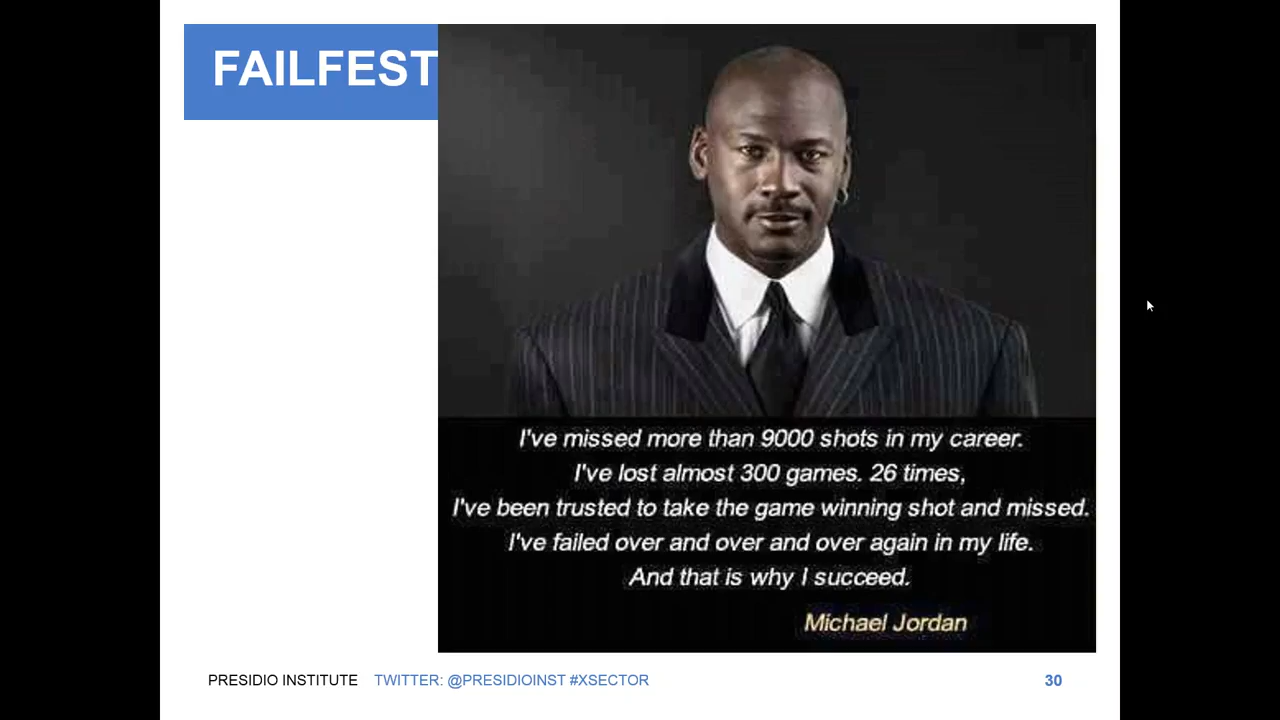 FAILFEST
I've missed more than 9000 shots in my career.
I've lost almost 300 games. 26 times,
I've been trusted to take the game winning shot and missed.
I've failed over and over and over again in my life.
And that is why I succeed.
Michael Jordan
PRESIDIO INSTITUTE TWITTER: @PRESIDIOINST #XSECTOR 30